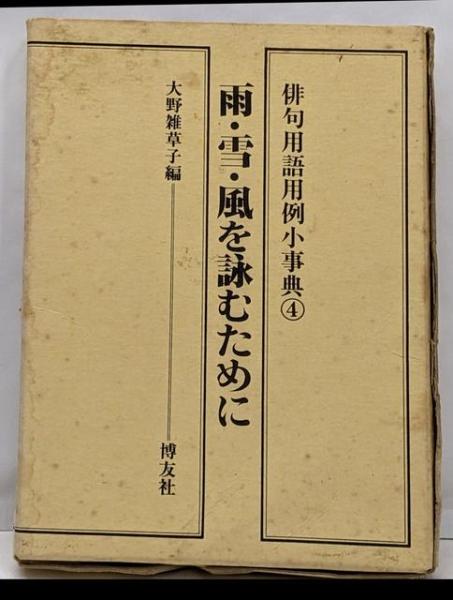 俳句用語用例小事典④
雨・雪・風を詠むために
大野雑草子編
博友社